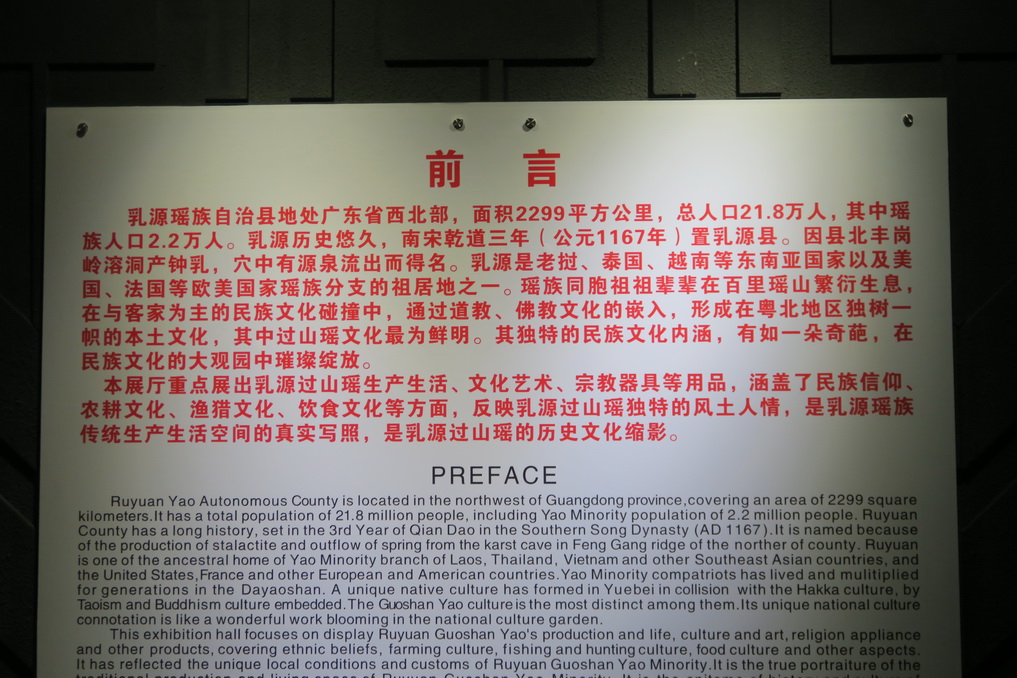 前 言
乳源瑶族自治县地处广东省西北部，面积2299平方公里，总人口21.8万人，其中瑶
族人口2.2万人。乳源历史悠久，南宋乾道三年（公元1167年）置乳源县。因县北丰岗
岭溶洞产钟乳，穴中有源泉流出而得名。乳源是老挝、泰国、越南等东南亚国家以及美
国、法国等欧美国家瑶族分支的祖居地之一。瑶族同胞祖祖辈辈在百里瑶山繁衍生息，
在与客家为主的民族文化碰撞中，通过道教、佛教文化的嵌入，形成在粤北地区独树一
帜的本土文化，其中过山瑶文化最为鲜明。其独特的民族文化内涵，有如一朵奇葩，在
民族文化的大观园中璀璨绽放。
本展厅重点展出乳源过山瑶生产生活、文化艺术、宗教器具等用品，涵盖了民族信仰、
农耕文化、渔猎文化、饮食文化等方面，反映乳源过山瑶独特的风土人情，是乳源瑶族
传统生产生活空间的真实写照，是乳源过山瑶的历史文化缩影。
PREFACE
Ruyuan Yao Autonomous County is located in the northwest of Guangdong province,covering an area of 2299 square
kilometers.It has a total population of 21.8 million people, including Yao Minority population of 2.2 million people. Ruyuan
County has a long history, set in the 3rd Year of Qian Dao in the Southern Song Dynasty (AD 1167).It is named because
of the production of stalactite and outflow of spring from the karst cave in Feng Gang ridge of the norther of county. Ruyuan
is one of the ancestral home of Yao Minority branch of Laos, Thailand, Vietnam and other Southeast Asian countries, and
the United States,France and other European and American countries.Yao Minority compatriots has lived and mulitiplied
for generations in the Dayaoshan. A unique native culture has formed in Yuebei in collision with the Hakka culture, by
Taoism and Buddhism culture embedded.The Guoshan Yao culture is the most distinct among them.Its unique national culture
connotation is like a wonderful work blooming in the national culture garden.
This exhibition hall focuses on display Ruyuan Guoshan Yao's production and life, culture and art, religion appliance
and other products, covering ethnic beliefs, farming culture, fishing and hunting culture, food culture and other aspects.
It has reflected the unique local conditions and customs of Ruyuan Guoshan Yao Minority.It is the true portraiture of the